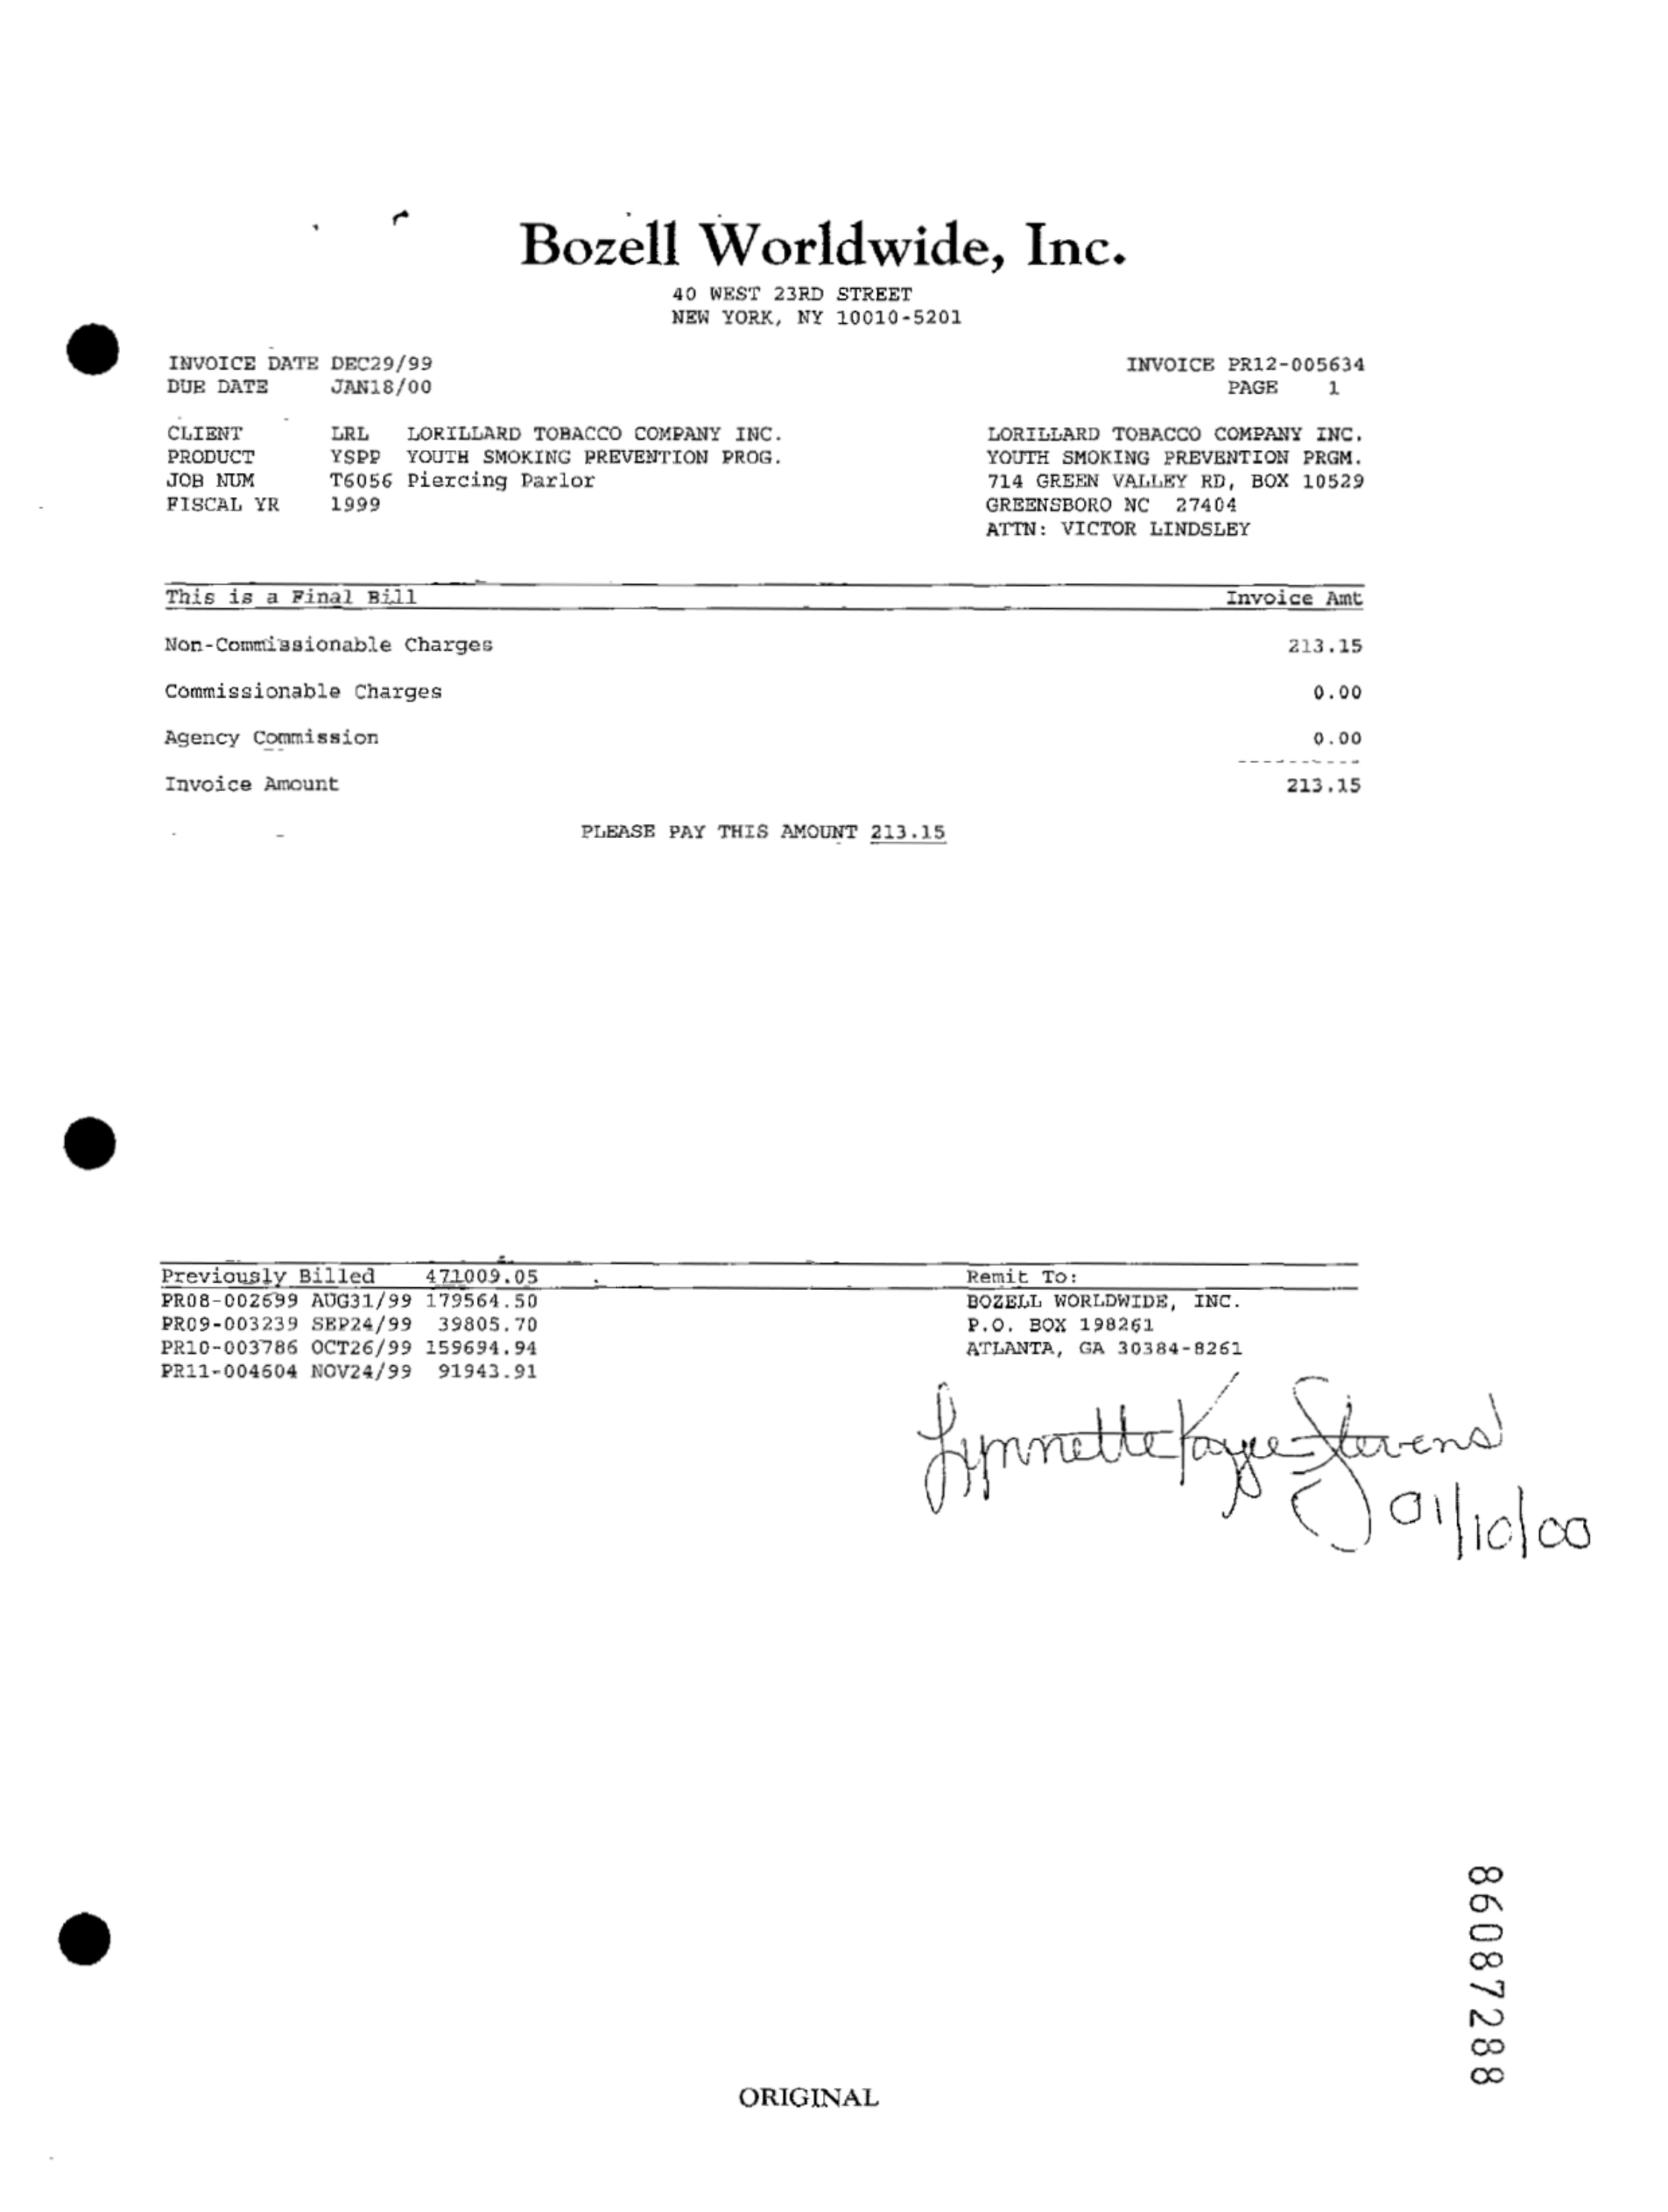 Bozell Worldwide, Inc.
40 WEST 23RD STREET
NEW YORK, NY 10010-5201
INVOICE DATE DEC29/99 INVOICE PR12-005634
DUE DATE JAN18/00 PAGE 1
CLIENT LRL LORILLARD TOBACCO COMPANY INC. LORILLARD TOBACCO COMPANY INC.
PRODUCT YSPP YOUTH SMOKING PREVENTION PROG. YOUTH SMOKING PREVENTION PRGM.
JOB NUM T6056 Piercing Parlor 714 GREEN VALLEY RD, BOX 10529
FISCAL YR 1999 GREENSBORO NC 27404
ATTN: VICTOR LINDSLEY
This is a Final Bill Invoice Amt
Non-Commissionable Charges 213.15
Commissionable Charges 0.00
Agency Commission 0.00
Invoice Amount 213.15
PLEASE PAY THIS AMOUNT 213.15
Previously Billed 471009.05 Remit To:
PR08-002699 AUG31/99 179564.50 BOZELL WORLDWIDE, INC.
PR09-003239 SEP24/99 39805.70 P.O. BOX 198261
PR10-003786 OCT26/99 159694.94 ATLANTA, GA 30384-8261
PR11-004604 NOV24/99 91943.91
Lynnette Kaye Stevens
01/10/00
86087288
ORIGINAL